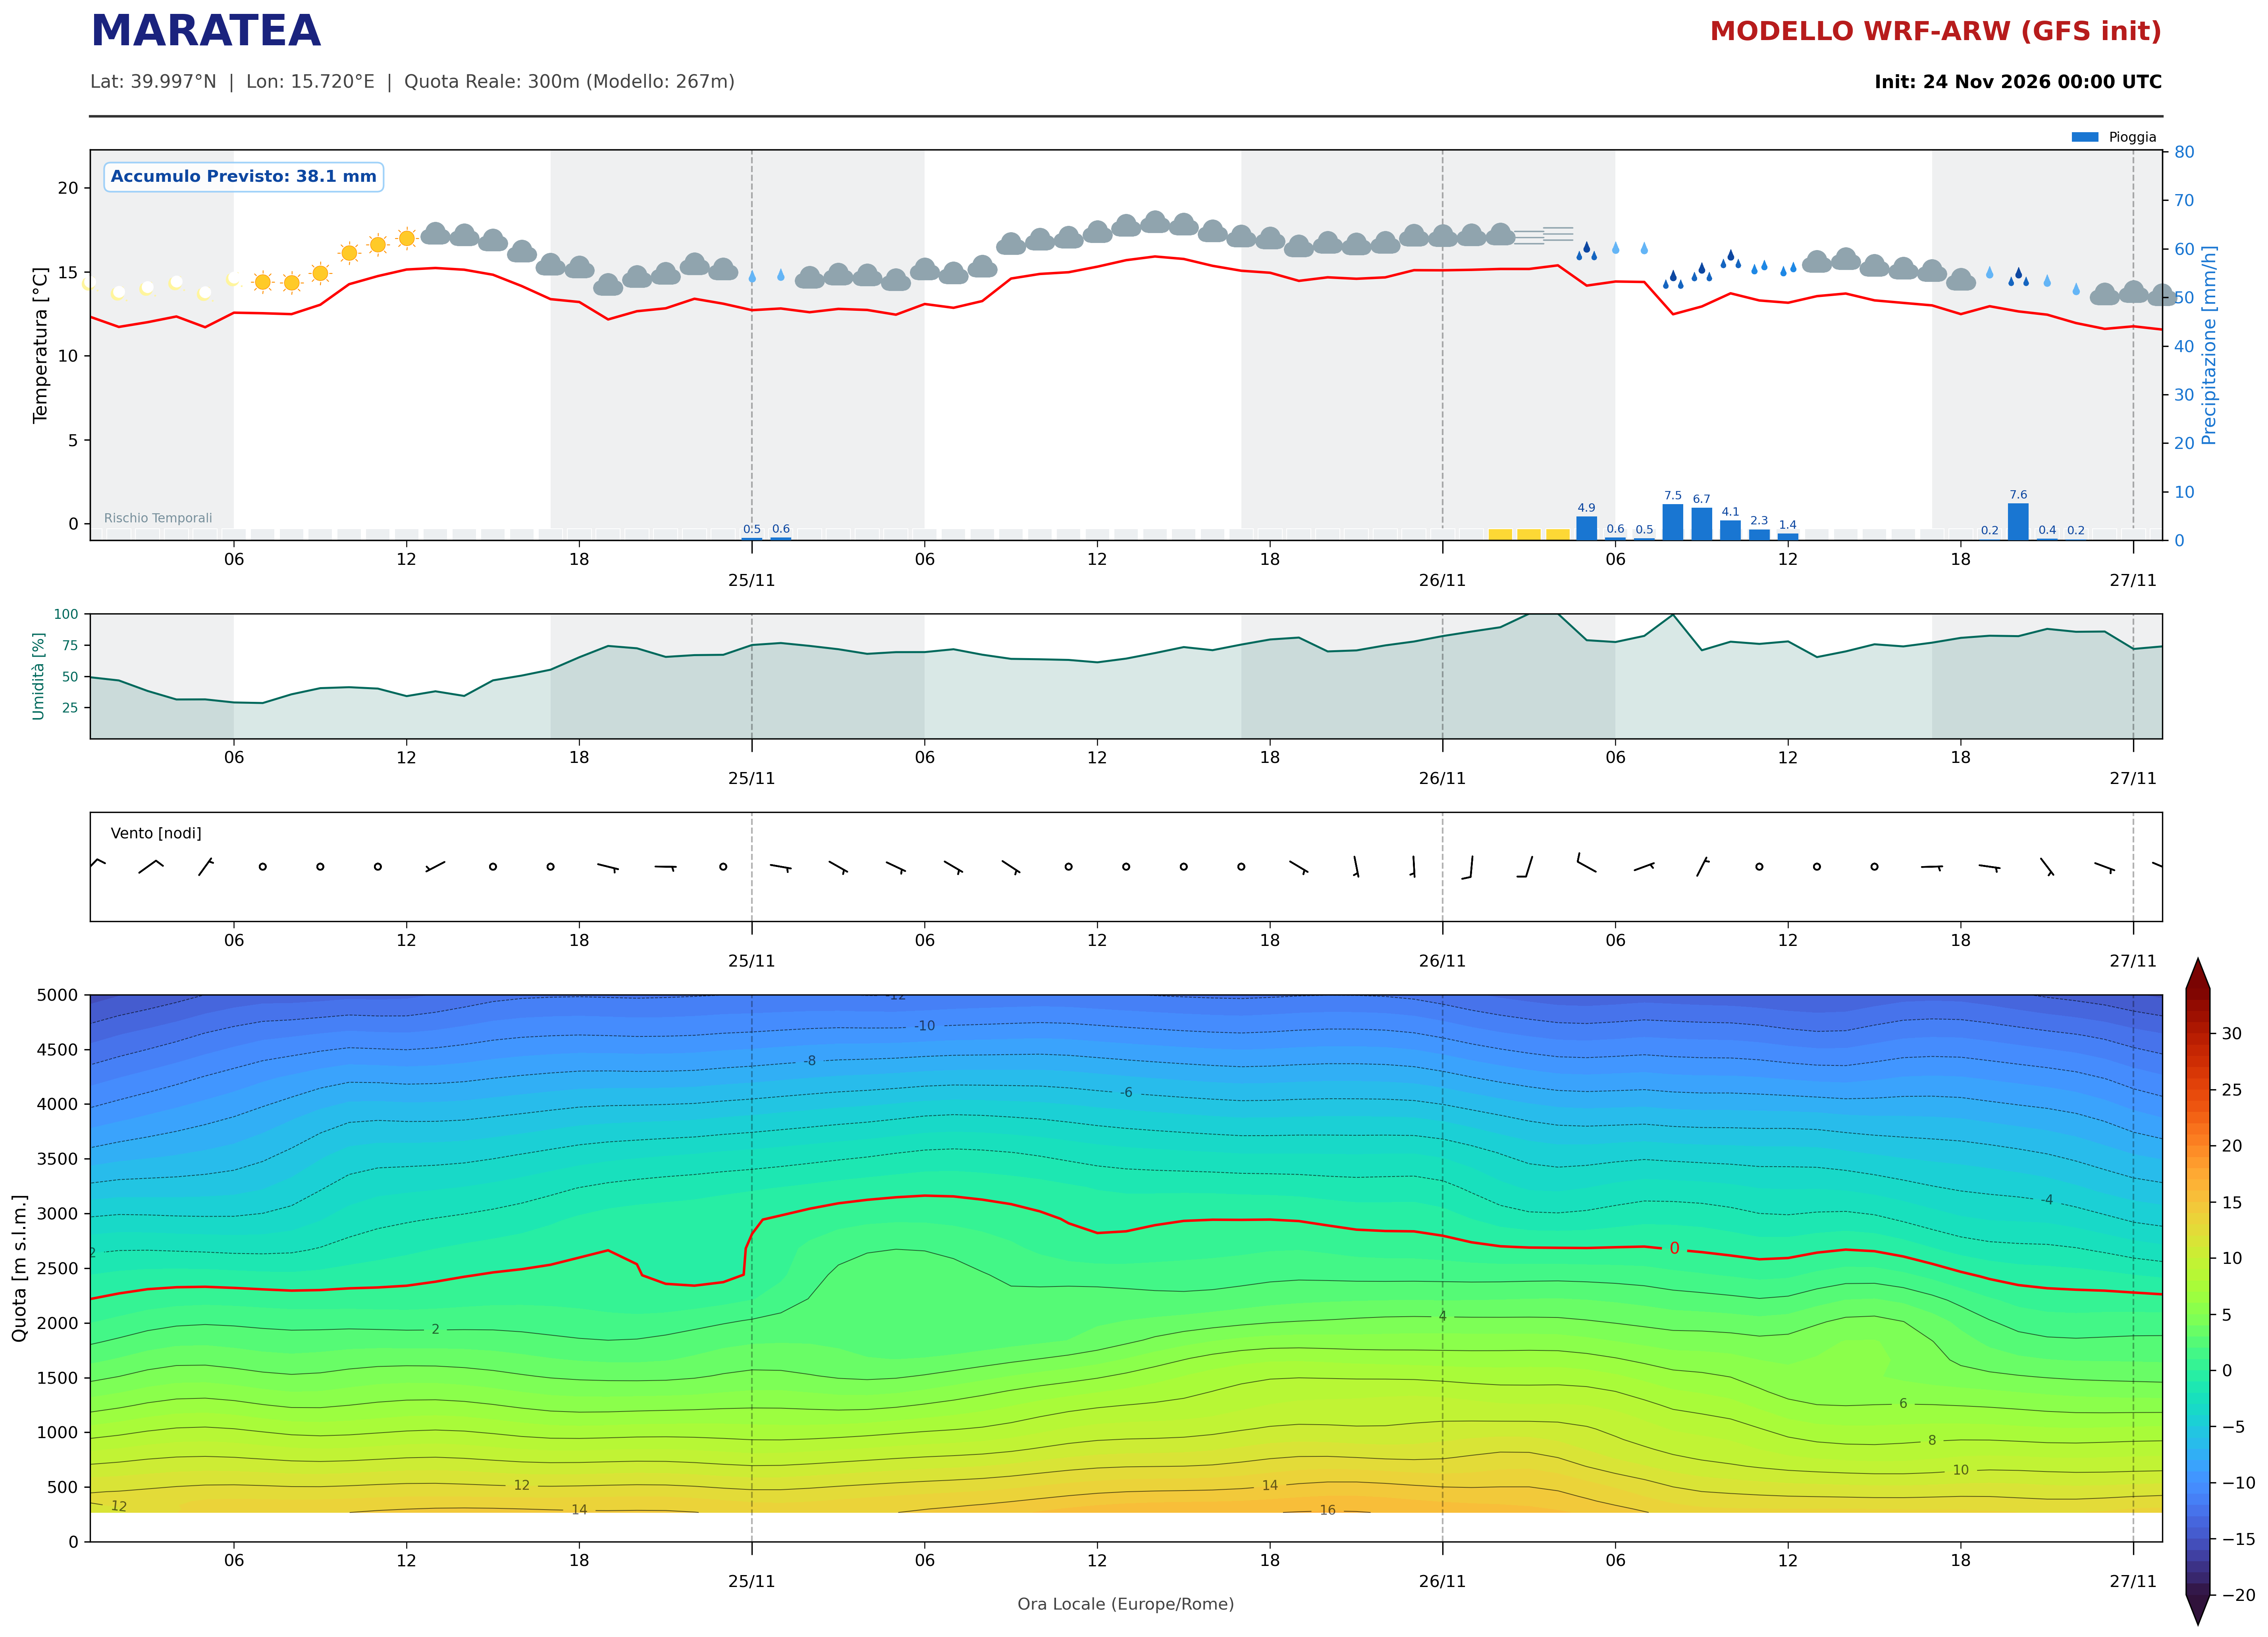 MARATEA
MODELLO WRF-ARW (GFS init)
Lat: 39.997°N | Lon: 15.720°E | Quota Reale: 300m (Modello: 267m)
Init: 24 Nov 2026 00:00 UTC
Pioggia
Accumulo Previsto: 38.1 mm
Temperatura [°C]
20
15
10
5
0
Precipitazione [mm/h]
80
70
60
50
40
30
20
10
0
Rischio Temporali
0.5 0.6 4.9 0.6 0.5 7.5 6.7 4.1 2.3 1.4 0.2 7.6 0.4 0.2
06 12 18 06 12 18 06 12 18
25/11 26/11 27/11
Umidità [%]
100
75
50
25
06 12 18 06 12 18 06 12 18
25/11 26/11 27/11
Vento [nodi]
06 12 18 06 12 18 06 12 18
25/11 26/11 27/11
Quota [m s.l.m.]
5000
4500
4000
3500
3000
2500
2000
1500
1000
500
0
-12
-10
-8
-6
-4
2
0
2
4
6
8
10
12
14
12
14
16
06 12 18 06 12 18 06 12 18
25/11 26/11 27/11
Ora Locale (Europe/Rome)
30
25
20
15
10
5
0
−5
−10
−15
−20